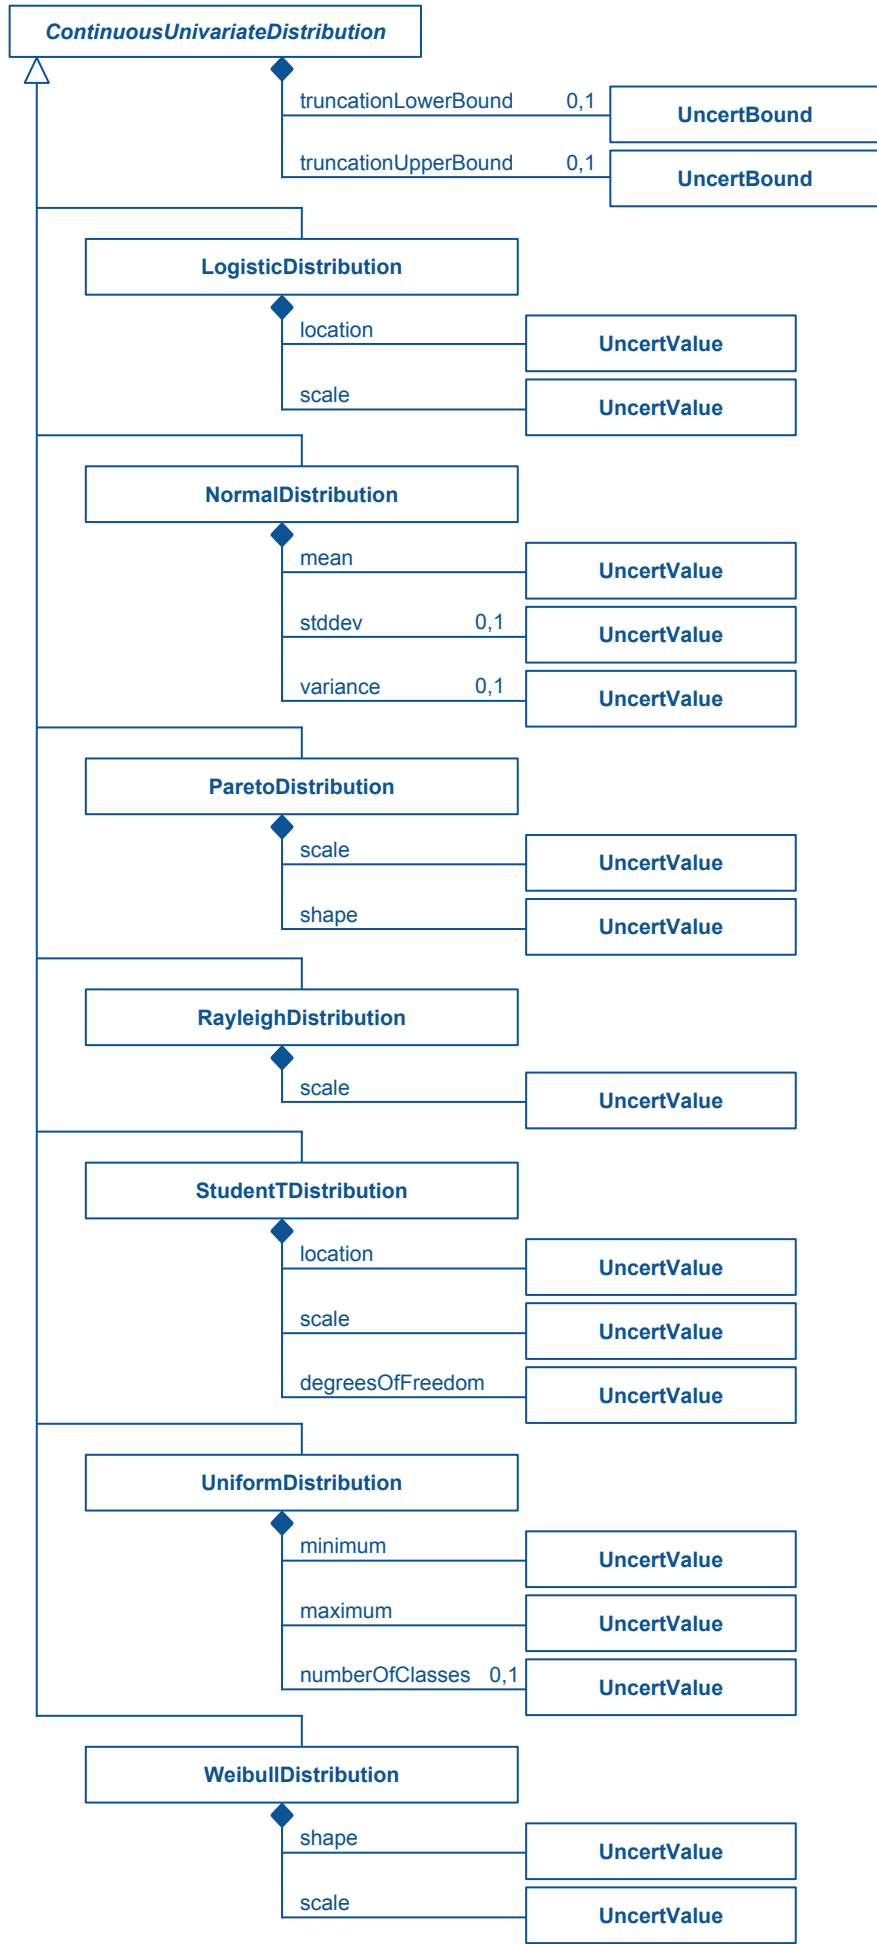 ContinuousUnivariateDistribution
truncationLowerBound 0,1 UncertBound
truncationUpperBound 0,1 UncertBound
LogisticDistribution
location UncertValue
scale UncertValue
NormalDistribution
mean UncertValue
stddev 0,1 UncertValue
variance 0,1 UncertValue
ParetoDistribution
scale UncertValue
shape UncertValue
RayleighDistribution
scale UncertValue
StudentTDistribution
location UncertValue
scale UncertValue
degreesOfFreedom UncertValue
UniformDistribution
minimum UncertValue
maximum UncertValue
numberOfClasses 0,1 UncertValue
WeibullDistribution
shape UncertValue
scale UncertValue